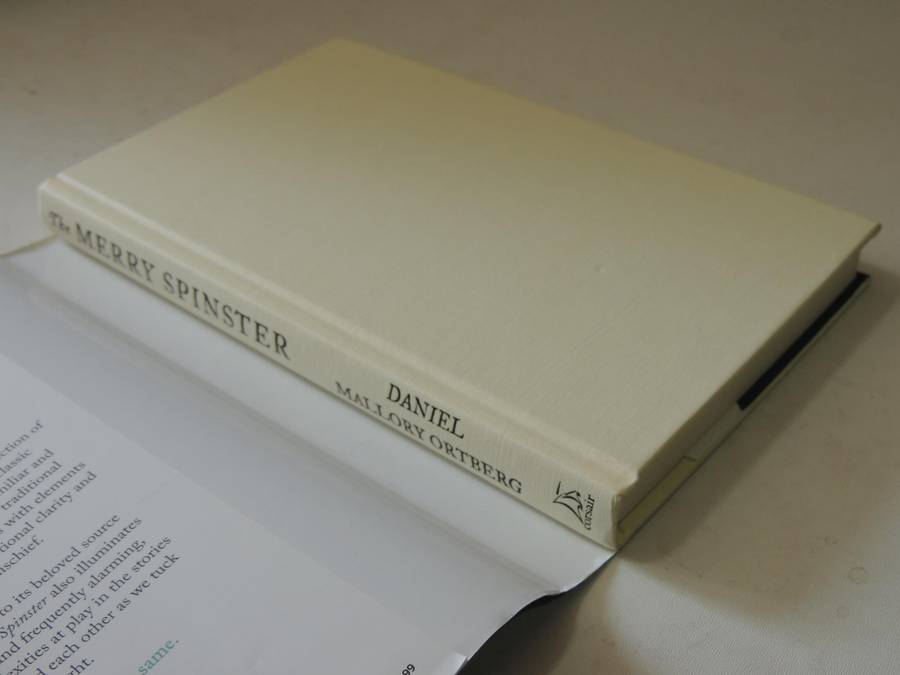 The MERRY SPINSTER
DANIEL
MALLORY ORTBERG
corsair
ction of
lassic
miliar and
traditional
s with elements
tional clarity and
nischief.
to its beloved source
Spinster also illuminates
nd frequently alarming,
exities at play in the stories
d each other as we tuck
ght.
same.
99